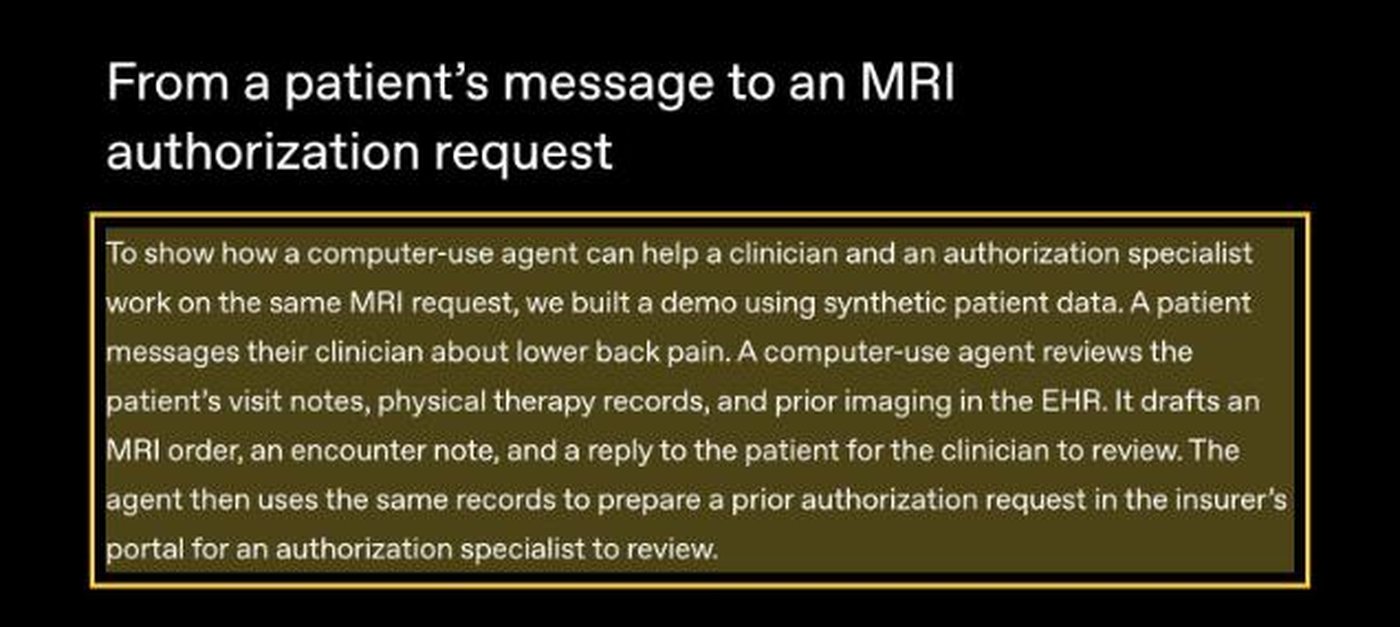 From a patient’s message to an MRI
authorization request
To show how a computer-use agent can help a clinician and an authorization specialist
work on the same MRI request, we built a demo using synthetic patient data. A patient
messages their clinician about lower back pain. A computer-use agent reviews the
patient’s visit notes, physical therapy records, and prior imaging in the EHR. It drafts an
MRI order, an encounter note, and a reply to the patient for the clinician to review. The
agent then uses the same records to prepare a prior authorization request in the insurer’s
portal for an authorization specialist to review.